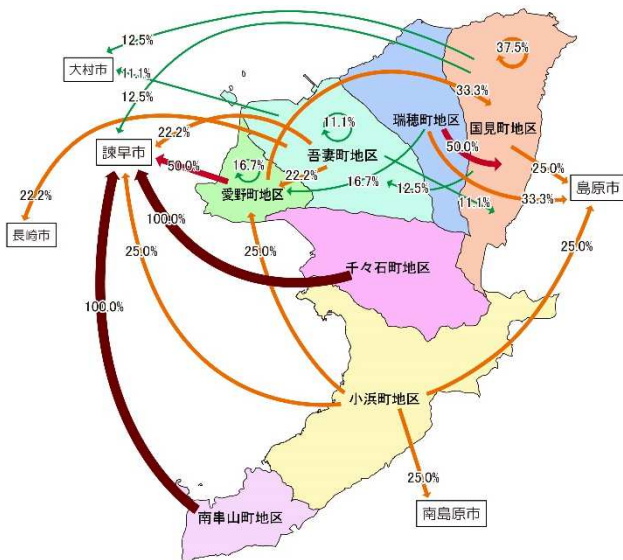 12.5%
37.5%
大村市
11.1%
12.5%
33.3%
11.1%
瑞穂町地区
国見町地区
諫早市
22.2%
吾妻町地区
50.0%
25.0%
50.0%
16.7%
22.2%
16.7%
12.5%
島原市
愛野町地区
11.1%
33.3%
22.2%
長崎市
100.0%
25.0%
25.0%
25.0%
千々石町地区
100.0%
小浜町地区
25.0%
南串山町地区
南島原市